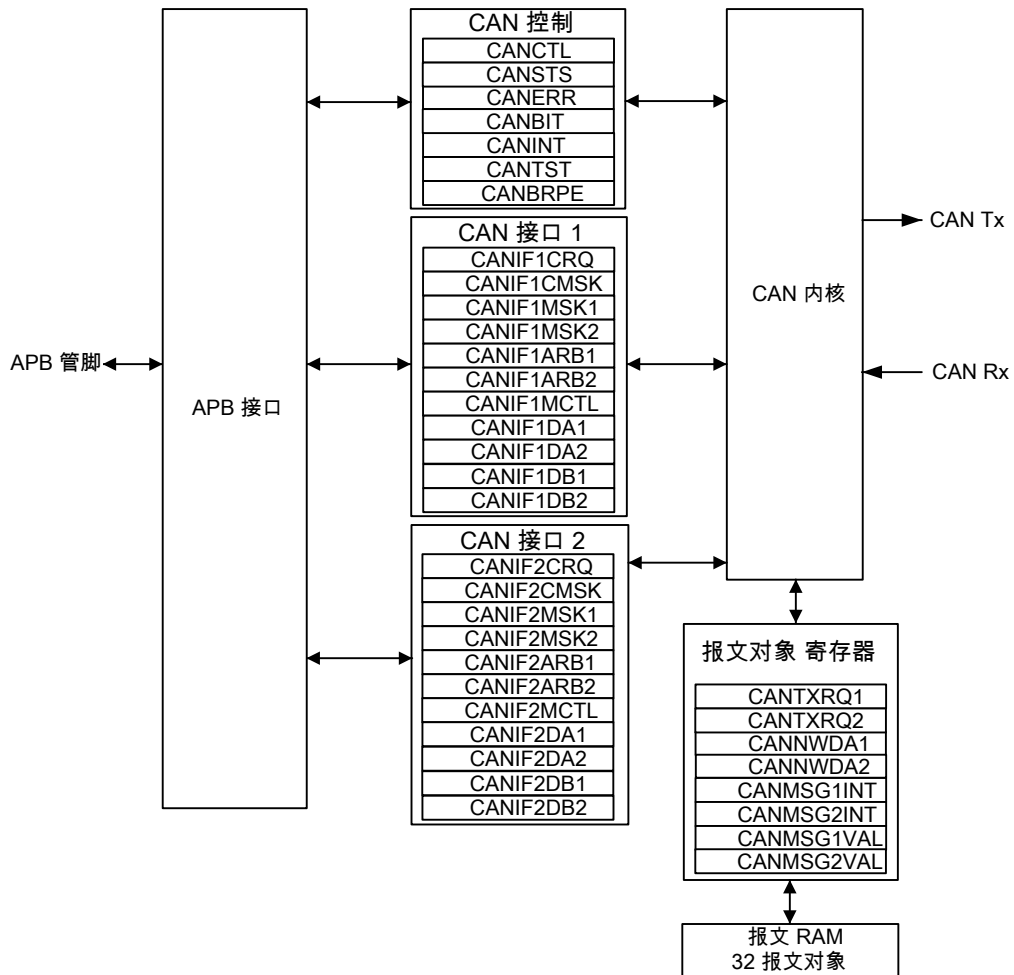 CAN 控制
CANCTL
CANSTS
CANERR
CANBIT
CANINT
CANTST
CANBRPE
CAN 接口 1
CANIF1CRQ
CANIF1CMSK
CANIF1MSK1
CANIF1MSK2
CANIF1ARB1
CANIF1ARB2
CANIF1MCTL
CANIF1DA1
CANIF1DA2
CANIF1DB1
CANIF1DB2
CAN 接口 2
CANIF2CRQ
CANIF2CMSK
CANIF2MSK1
CANIF2MSK2
CANIF2ARB1
CANIF2ARB2
CANIF2MCTL
CANIF2DA1
CANIF2DA2
CANIF2DB1
CANIF2DB2
APB 管脚
APB 接口
CAN 内核
CAN Tx
CAN Rx
报文对象 寄存器
CANTXRQ1
CANTXRQ2
CANNWDA1
CANNWDA2
CANMSG1INT
CANMSG2INT
CANMSG1VAL
CANMSG2VAL
报文 RAM
32 报文对象